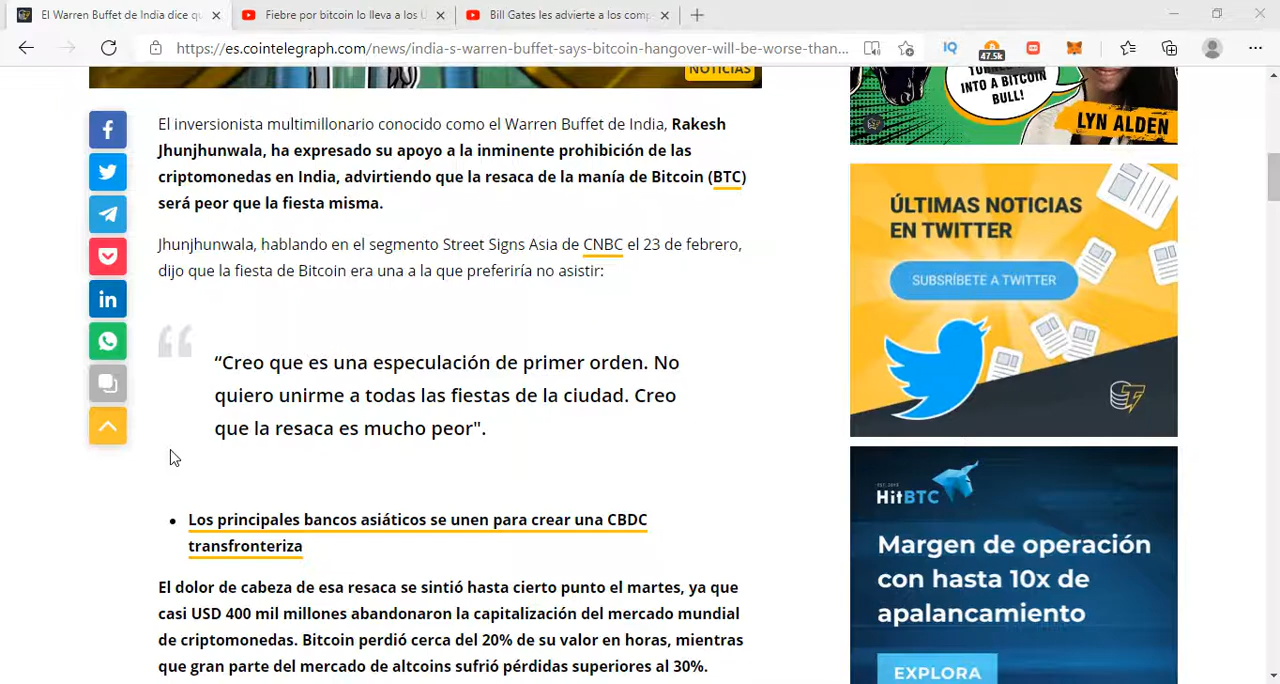 El Warren Buffet de India dice qu
Fiebre por bitcoin lo lleva a los U
Bill Gates les advierte a los comp
https://es.cointelegraph.com/news/india-s-warren-buffet-says-bitcoin-hangover-will-be-worse-than...
IQ
47.5k
NOTICIAS
INTO A BITCOIN
BULL!
LYN ALDEN
El inversionista multimillonario conocido como el Warren Buffet de India, Rakesh
Jhunjhunwala, ha expresado su apoyo a la inminente prohibición de las
criptomonedas en India, advirtiendo que la resaca de la manía de Bitcoin (BTC)
será peor que la fiesta misma.
Jhunjhunwala, hablando en el segmento Street Signs Asia de CNBC el 23 de febrero,
dijo que la fiesta de Bitcoin era una a la que preferiría no asistir:
“Creo que es una especulación de primer orden. No
quiero unirme a todas las fiestas de la ciudad. Creo
que la resaca es mucho peor".
Los principales bancos asiáticos se unen para crear una CBDC
transfronteriza
El dolor de cabeza de esa resaca se sintió hasta cierto punto el martes, ya que
casi USD 400 mil millones abandonaron la capitalización del mercado mundial
de criptomonedas. Bitcoin perdió cerca del 20% de su valor en horas, mientras
que gran parte del mercado de altcoins sufrió pérdidas superiores al 30%.
ÚLTIMAS NOTICIAS
EN TWITTER
SUBSRÍBETE A TWITTER
HitBTC
Margen de operación
con hasta 10x de
apalancamiento
EXPLORA